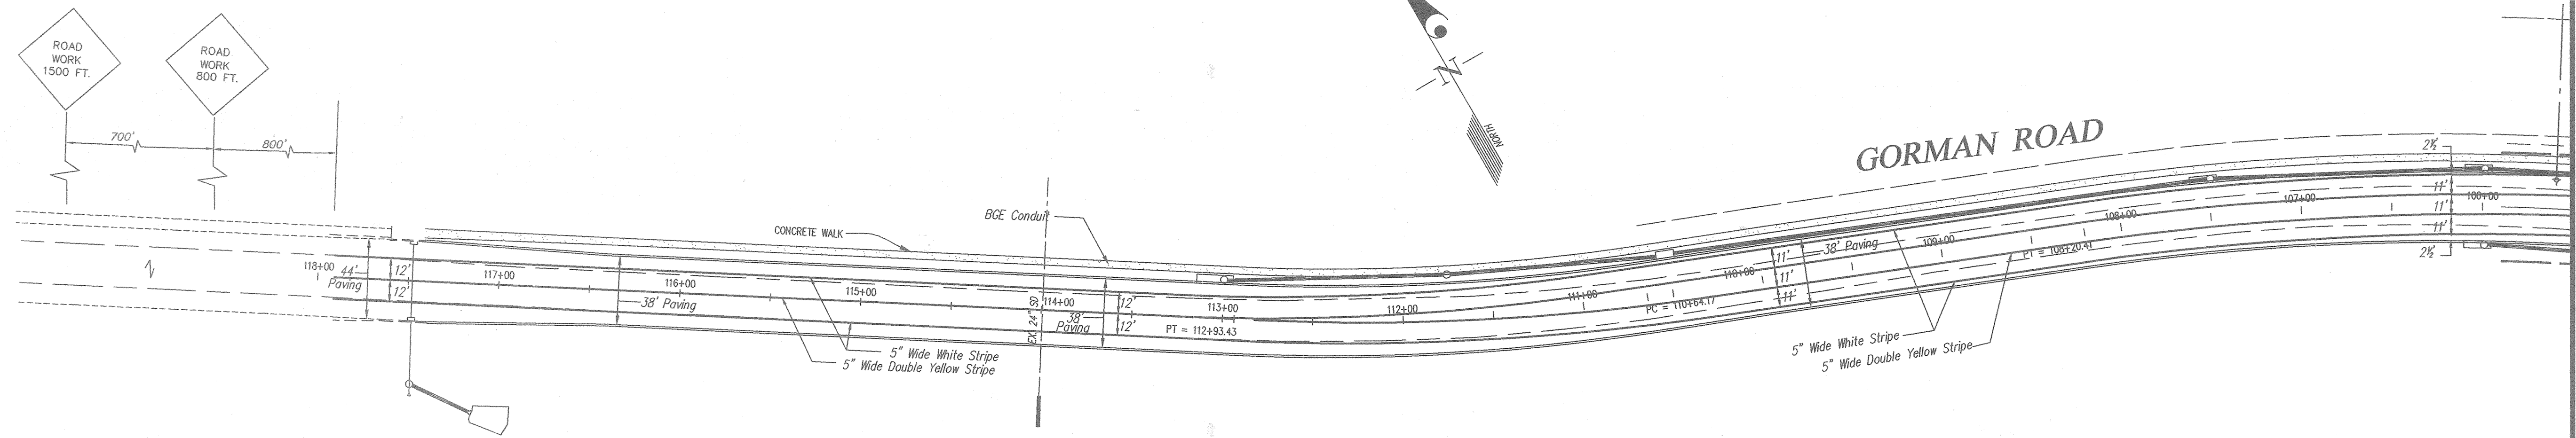 ROAD
WORK
1500 FT.
ROAD
WORK
800 FT.
700'
800'
NORTH
GORMAN ROAD
BGE Conduit
CONCRETE WALK
118+00
44'
Paving
12'
12'
117+00
116+00
38' Paving
115+00
EX. 24" SD
114+00
38'
Paving
12'
12'
113+00
PT = 112+93.43
112+00
111+00
PC = 110+64.17
110+00
11'
11'
11'
38' Paving
109+00
108+00
PT = 108+20.41
107+00
106+00
2½'
11'
11'
11'
2½'
5" Wide White Stripe
5" Wide Double Yellow Stripe
5" Wide White Stripe
5" Wide Double Yellow Stripe